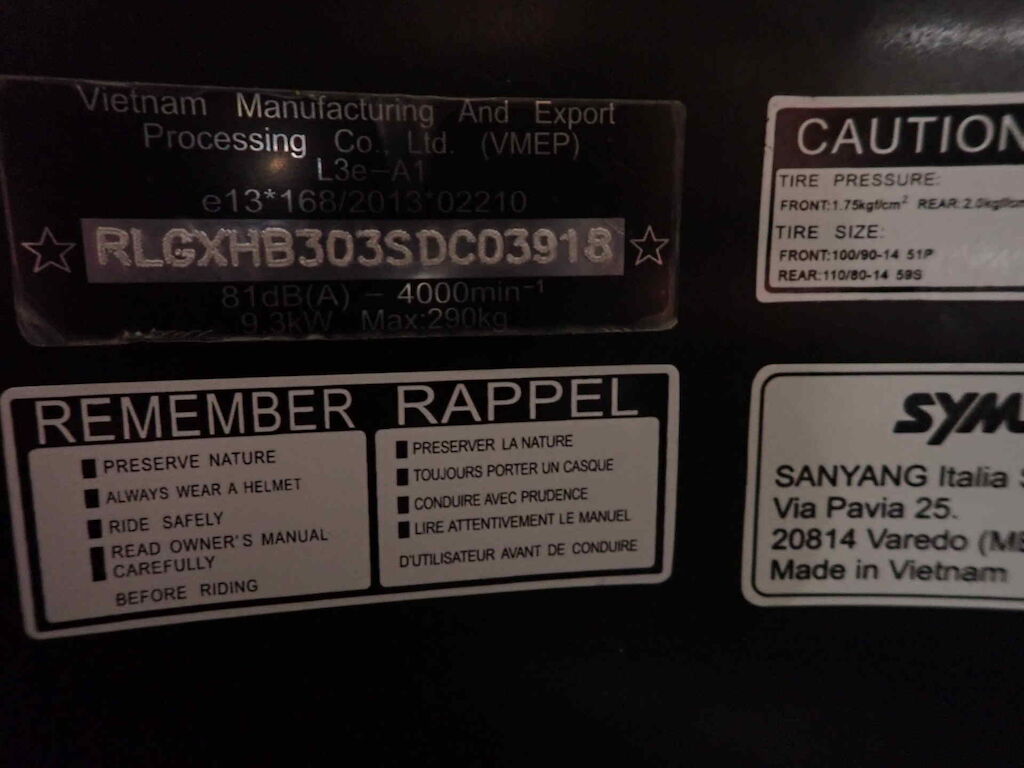 Vietnam Manufacturing And Export
Processing Co., Ltd. (VMEP)
L3e-A1
e13*168/2013*02210
☆ RLGXHB303SDC03918 ☆
81dB(A) - 4000min⁻¹
9.3kW Max:290kg
CAUTION
TIRE PRESSURE:
FRONT:1.75kgf/cm² REAR:2.0kgf/cm
TIRE SIZE:
FRONT:100/90-14 51P
REAR:110/80-14 59S
REMEMBER
PRESERVE NATURE
ALWAYS WEAR A HELMET
RIDE SAFELY
READ OWNER'S MANUAL
CAREFULLY
BEFORE RIDING
RAPPEL
PRESERVER LA NATURE
TOUJOURS PORTER UN CASQUE
CONDUIRE AVEC PRUDENCE
LIRE ATTENTIVEMENT LE MANUEL
D'UTILISATEUR AVANT DE CONDUIRE
SYM
SANYANG Italia S
Via Pavia 25.
20814 Varedo (MB
Made in Vietnam